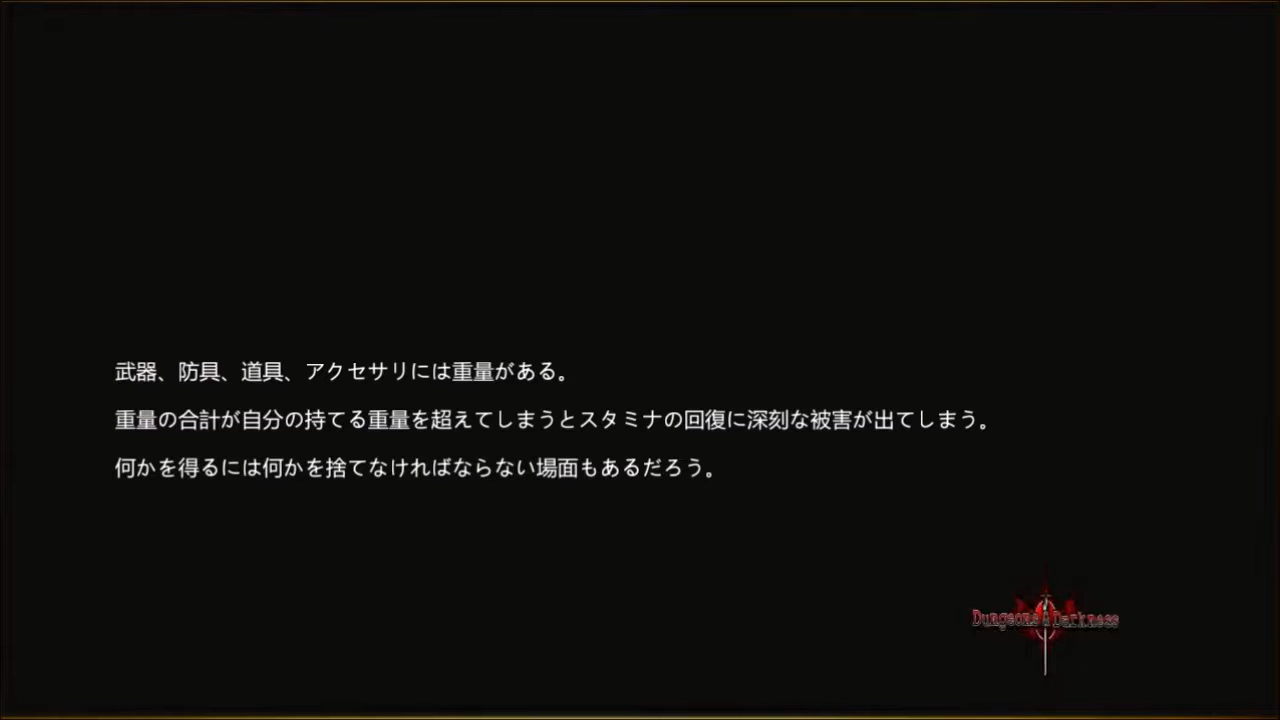 武器、防具、道具、アクセサリには重量がある。
重量の合計が自分の持てる重量を超えてしまうとスタミナの回復に深刻な被害が出てしまう。
何かを得るには何かを捨てなければならない場面もあるだろう。
Dungeons & Darkness